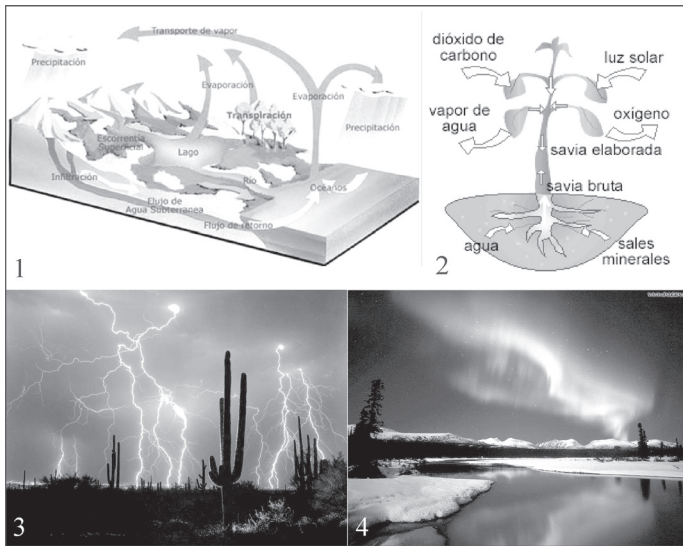 Transporte de vapor
Precipitación
Evaporación
Evaporación
Transpiración
Precipitación
Escorrentía
Superficial
Lago
Infiltración
Río
Océanos
Flujo de
Agua Subterranea
Flujo de retorno
1
dióxido de
carbono
luz solar
vapor de
agua
oxígeno
savia elaborada
savia bruta
agua
sales
minerales
2
3
4